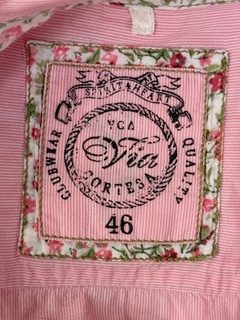 SPIRIT & HEART
CLUBWEAR
VCA
QUALITY
Via
CORTESA
46